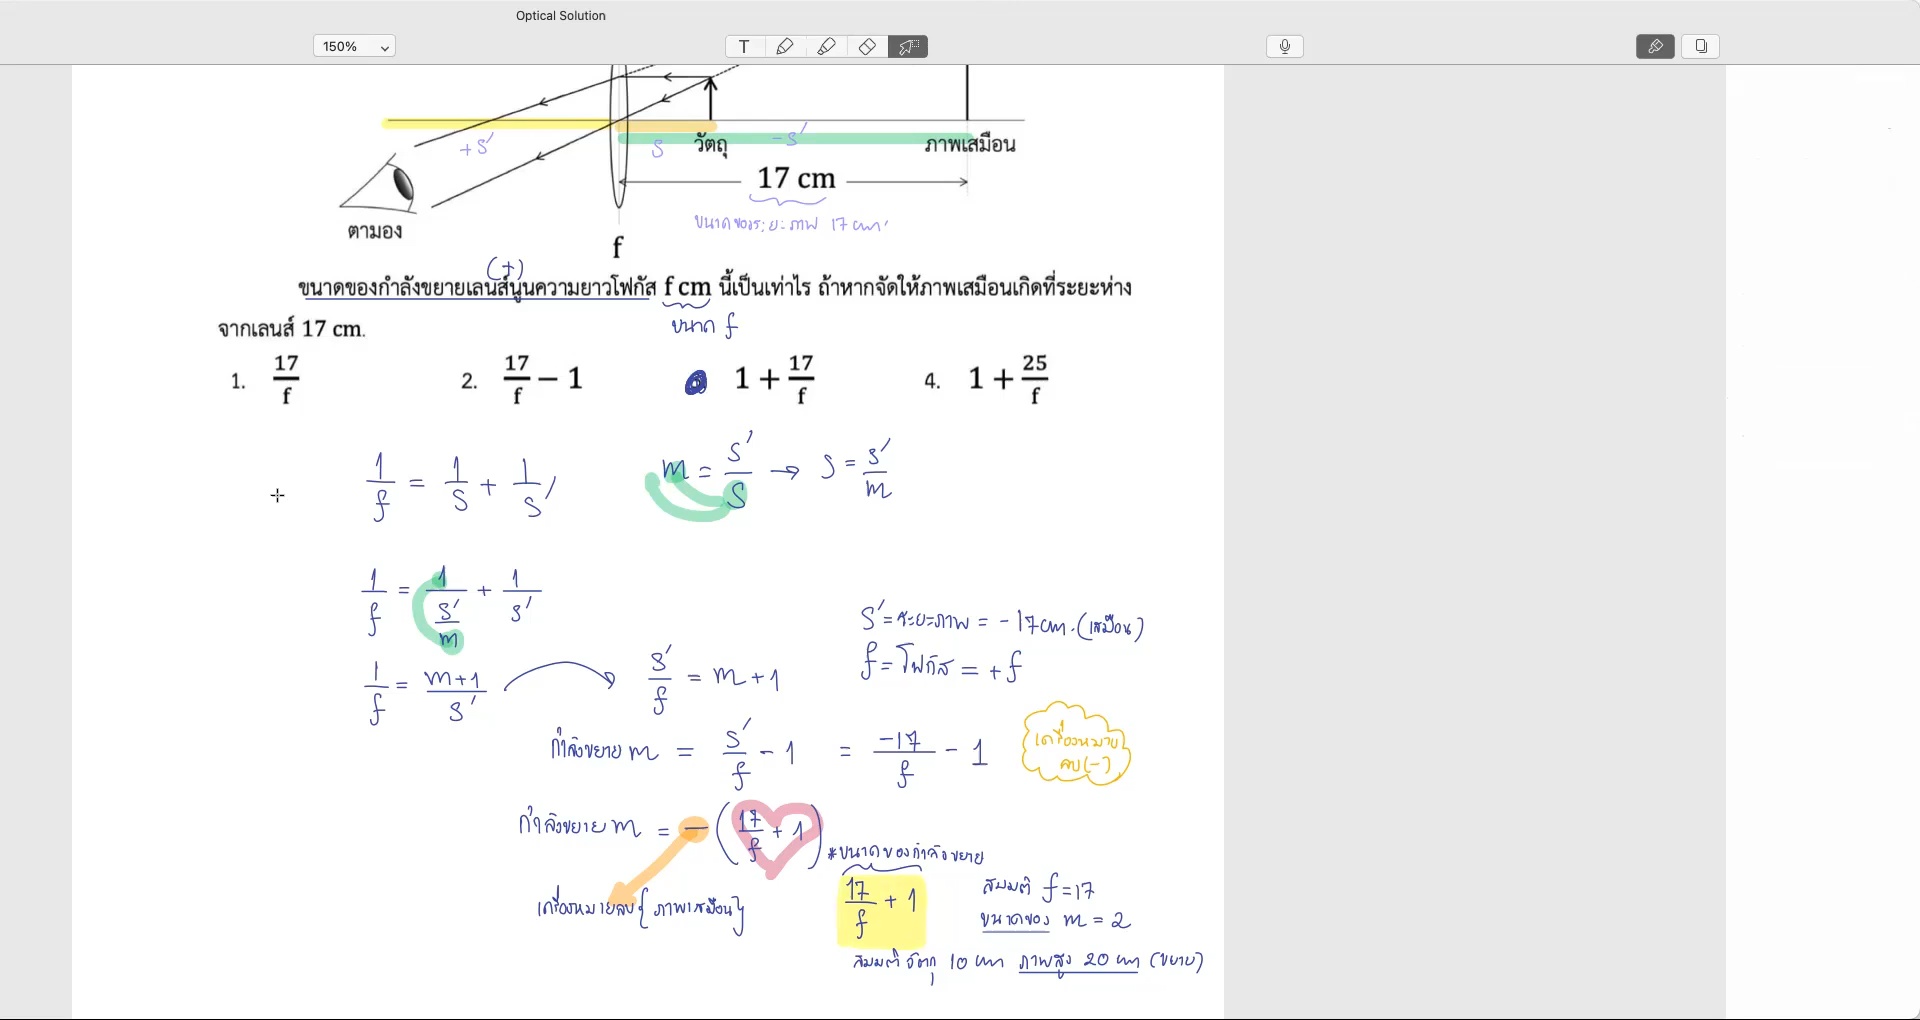 Optical Solution
150%
T
+s′
s
วัตถุ
-s′
ภาพเสมือน
17 cm
ขนาดของระยะภาพ 17 cm
ตามอง
f
(+)
ขนาดของกำลังขยายเลนส์นูนความยาวโฟกัส f cm นี้เป็นเท่าไร ถ้าหากจัดให้ภาพเสมือนเกิดที่ระยะห่าง
จากเลนส์ 17 cm.
ขนาด f
1. 17/f
2. 17/f − 1
1 + 17/f
4. 1 + 25/f
1/f = 1/s + 1/s′
m = s′/s → s = s′/m
1/f = 1/(s′/m) + 1/s′
s′ = ระยะภาพ = -17 cm. (เสมือน)
1/f = (m+1)/s′
s′/f = m+1
f = โฟกัส = +f
กำลังขยาย m = s′/f - 1 = -17/f - 1
เครื่องหมาย
ลบ (-)
กำลังขยาย m = - (17/f + 1)
*ขนาดของกำลังขยาย
เครื่องหมายลบ {ภาพเสมือน}
17/f + 1
สมมติ f = 17
ขนาดของ m = 2
สมมติ วัตถุ 10 cm ภาพสูง 20 cm (ขยาย)